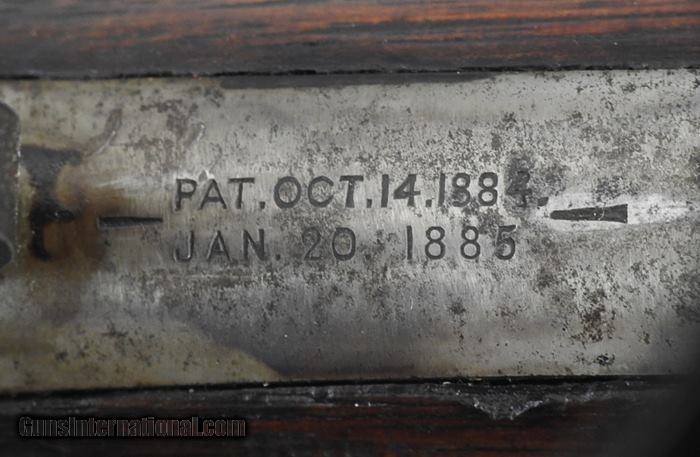 PAT. OCT. 14. 1884.
JAN. 20. 1885
GunsInternational.com